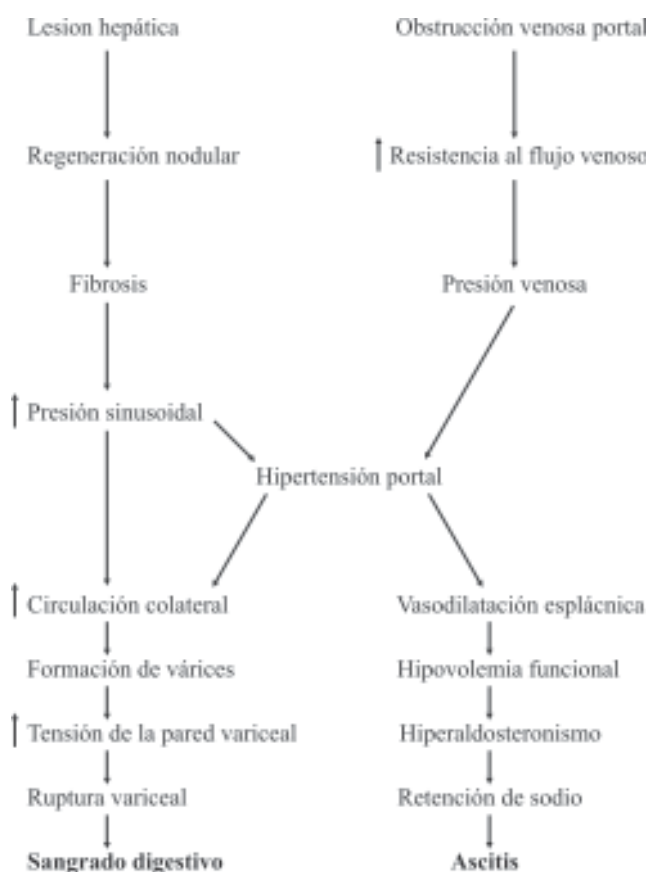 Lesion hepática
Obstrucción venosa portal
Regeneración nodular
↑ Resistencia al flujo venoso
Fibrosis
Presión venosa
↑ Presión sinusoidal
Hipertensión portal
↑ Circulación colateral
Vasodilatación esplácnica
Formación de várices
Hipovolemia funcional
↑ Tensión de la pared variceal
Hiperaldosteronismo
Ruptura variceal
Retención de sodio
Sangrado digestivo
Ascitis